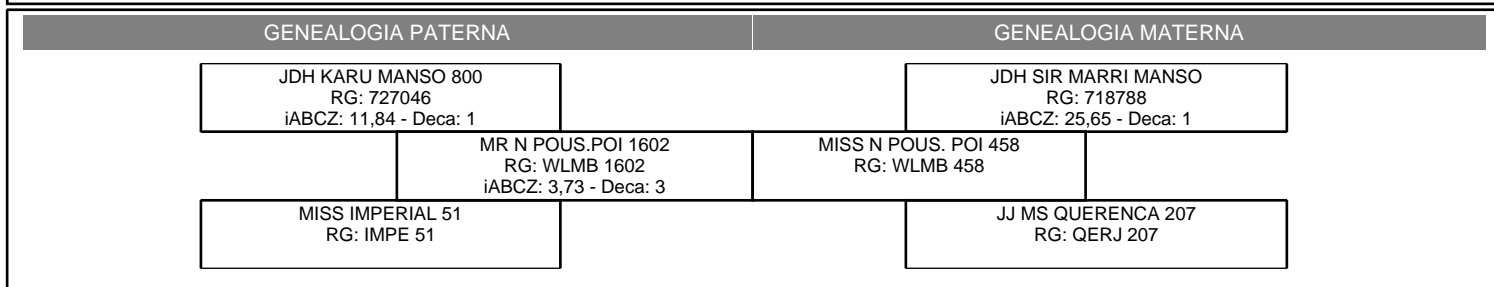 GENEALOGIA PATERNA
GENEALOGIA MATERNA
JDH KARU MANSO 800
RG: 727046
iABCZ: 11,84 - Deca: 1
JDH SIR MARRI MANSO
RG: 718788
iABCZ: 25,65 - Deca: 1
MR N POUS.POI 1602
RG: WLMB 1602
iABCZ: 3,73 - Deca: 3
MISS N POUS. POI 458
RG: WLMB 458
MISS IMPERIAL 51
RG: IMPE 51
JJ MS QUERENCA 207
RG: QERJ 207